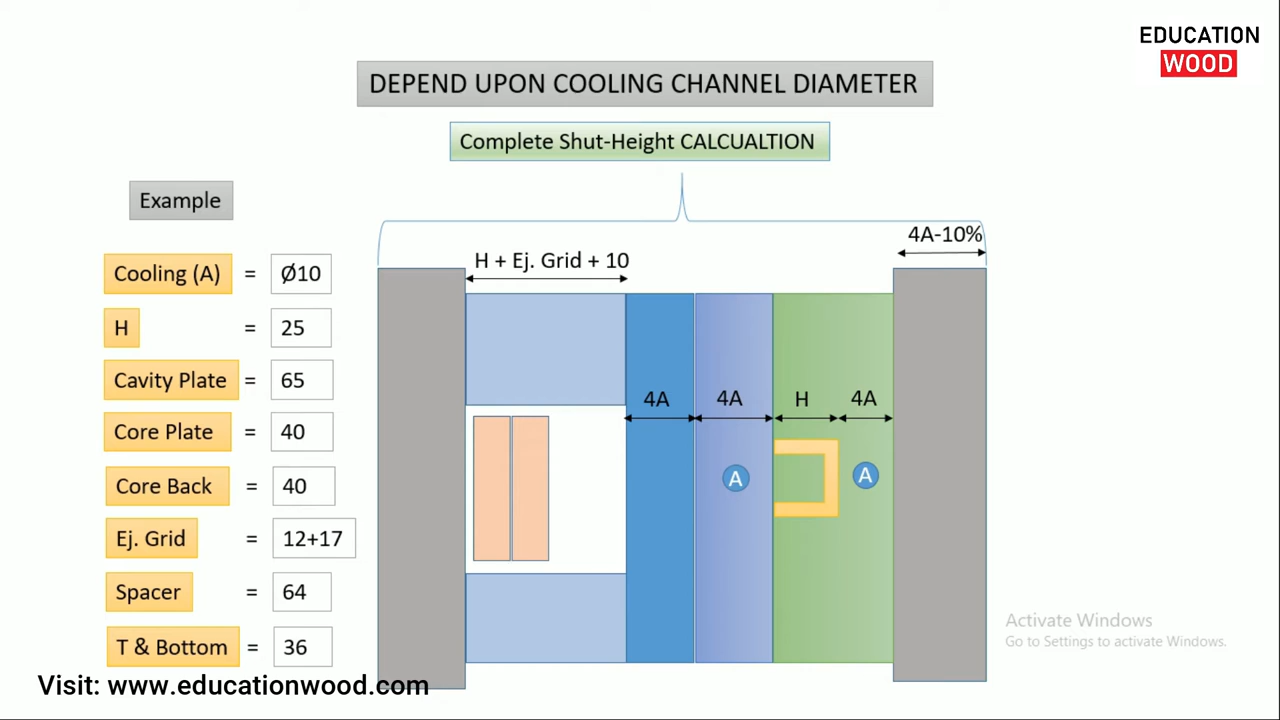 EDUCATION
WOOD
DEPEND UPON COOLING CHANNEL DIAMETER
Complete Shut-Height CALCUALTION
Example
4A-10%
H + Ej. Grid + 10
Cooling (A) = Ø10
H = 25
Cavity Plate = 65
4A 4A H 4A
Core Plate = 40
Core Back = 40
A A
Ej. Grid = 12+17
Spacer = 64
T & Bottom = 36
Activate Windows
Go to Settings to activate Windows.
Visit: www.educationwood.com